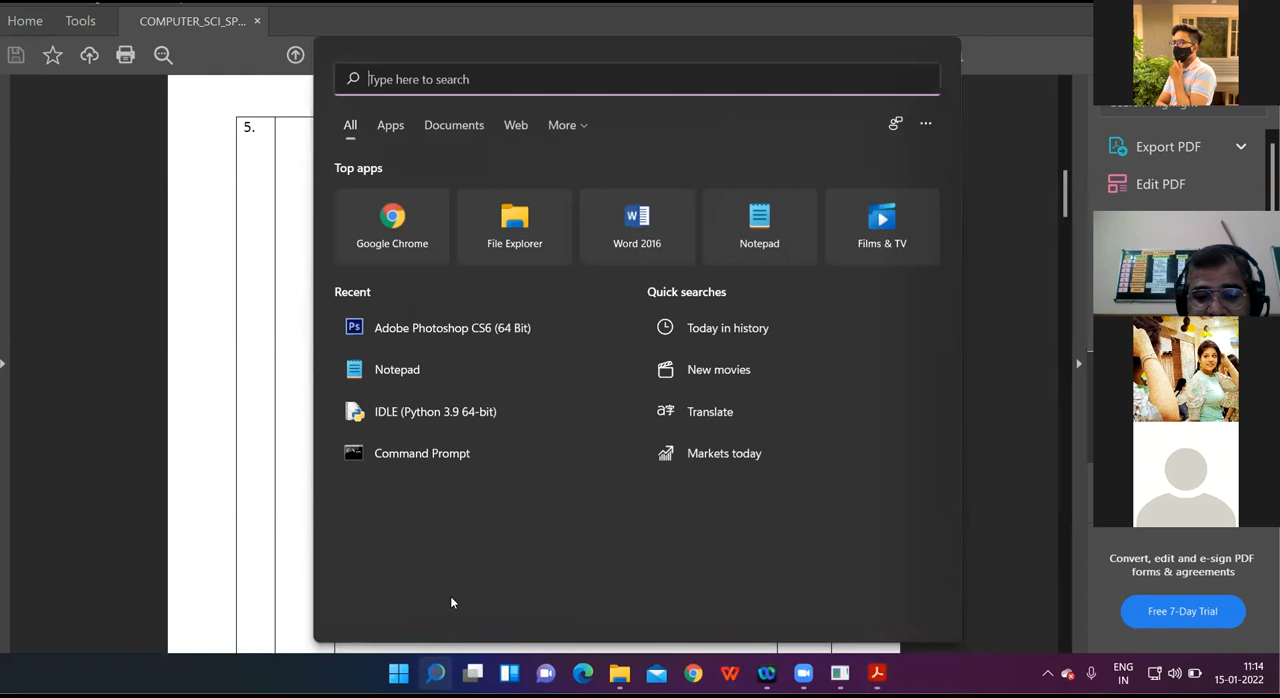 Home Tools COMPUTER_SCI_SP... ×
5.
Type here to search
All Apps Documents Web More
Top apps
Google Chrome File Explorer Word 2016 Notepad Films & TV
Recent Quick searches
Adobe Photoshop CS6 (64 Bit) Today in history
Notepad New movies
IDLE (Python 3.9 64-bit) Translate
Command Prompt Markets today
Export PDF
Edit PDF
Convert, edit and e-sign PDF
forms & agreements
Free 7-Day Trial
ENG 11:14
IN 15-01-2022